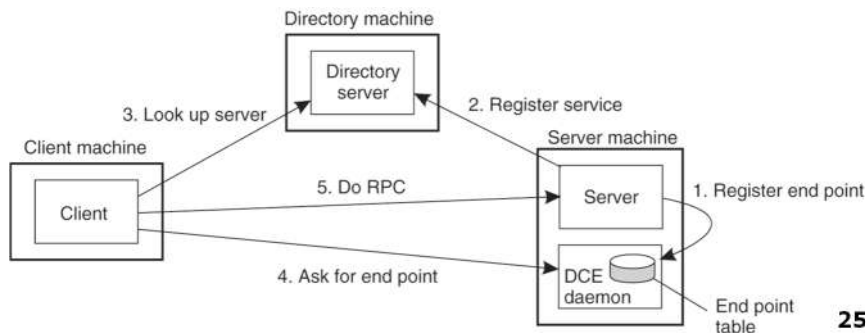 Directory machine
Directory
server
3. Look up server
2. Register service
Client machine
Server machine
Client
5. Do RPC
Server
1. Register end point
4. Ask for end point
DCE
daemon
End point
table
25